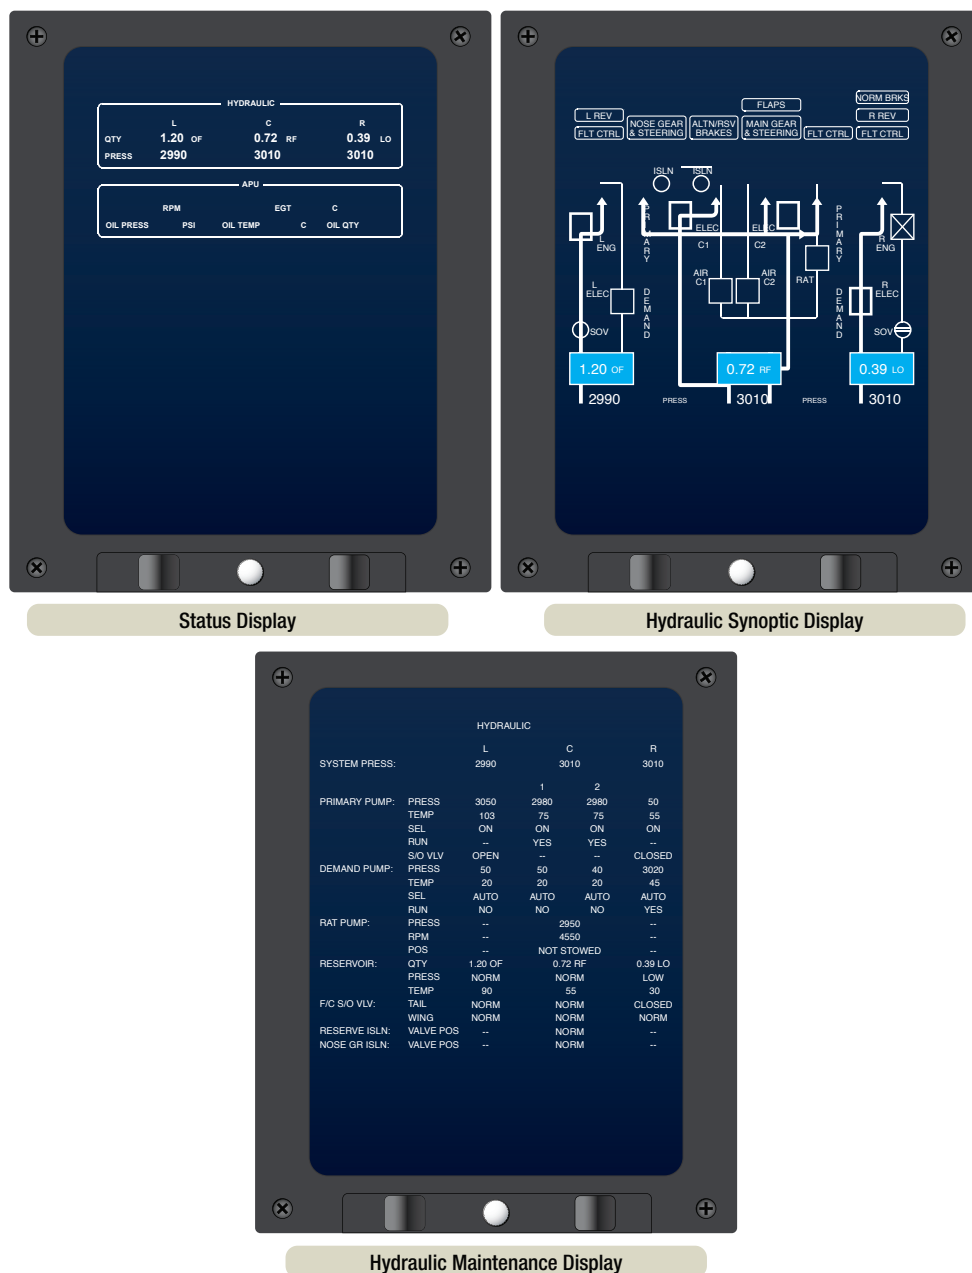 HYDRAULIC
L C R
QTY 1.20 OF 0.72 RF 0.39 LO
PRESS 2990 3010 3010
APU
RPM EGT C
OIL PRESS PSI OIL TEMP C OIL QTY
Status Display
NORM BRKS
FLAPS
L REV R REV
FLT CTRL NOSE GEAR & STEERING ALTN/RSV BRAKES MAIN GEAR & STEERING FLT CTRL FLT CTRL
ISLN ISLN
PRIMARY PRIMARY
L ENG ELEC C1 ELEC C2 R ENG
AIR C1 AIR C2 RAT
L ELEC DEMAND DEMAND R ELEC
SOV SOV
1.20 OF 0.72 RF 0.39 LO
2990 PRESS 3010 PRESS 3010
Hydraulic Synoptic Display
HYDRAULIC
L C R
SYSTEM PRESS: 2990 3010 3010
1 2
PRIMARY PUMP: PRESS 3050 2980 2980 50
TEMP 103 75 75 55
SEL ON ON ON ON
RUN -- YES YES --
S/O VLV OPEN -- -- CLOSED
DEMAND PUMP: PRESS 50 50 40 3020
TEMP 20 20 20 45
SEL AUTO AUTO AUTO AUTO
RUN NO NO NO YES
RAT PUMP: PRESS -- 2950 --
RPM -- 4550 --
POS -- NOT STOWED --
RESERVOIR: QTY 1.20 OF 0.72 RF 0.39 LO
PRESS NORM NORM LOW
TEMP 90 55 30
F/C S/O VLV: TAIL NORM NORM CLOSED
WING NORM NORM NORM
RESERVE ISLN: VALVE POS -- NORM --
NOSE GR ISLN: VALVE POS -- NORM --
Hydraulic Maintenance Display